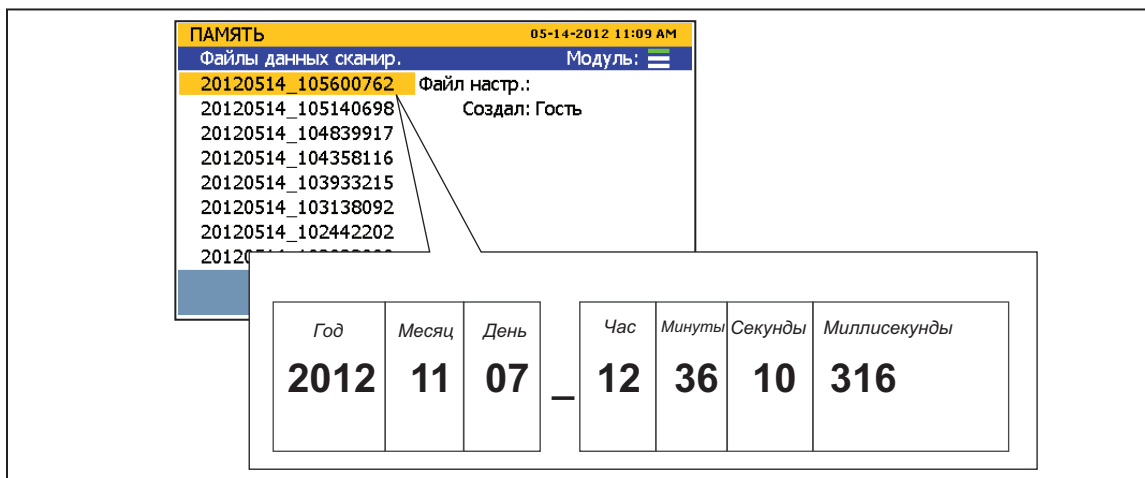 ПАМЯТЬ 05-14-2012 11:09 AM
Файлы данных сканир. Модуль:
20120514_105600762 Файл настр.:
20120514_105140698 Создал: Гость
20120514_104839917
20120514_104358116
20120514_103933215
20120514_103138092
20120514_102442202
Год Месяц День Час Минуты Секунды Миллисекунды
2012 11 07 _ 12 36 10 316